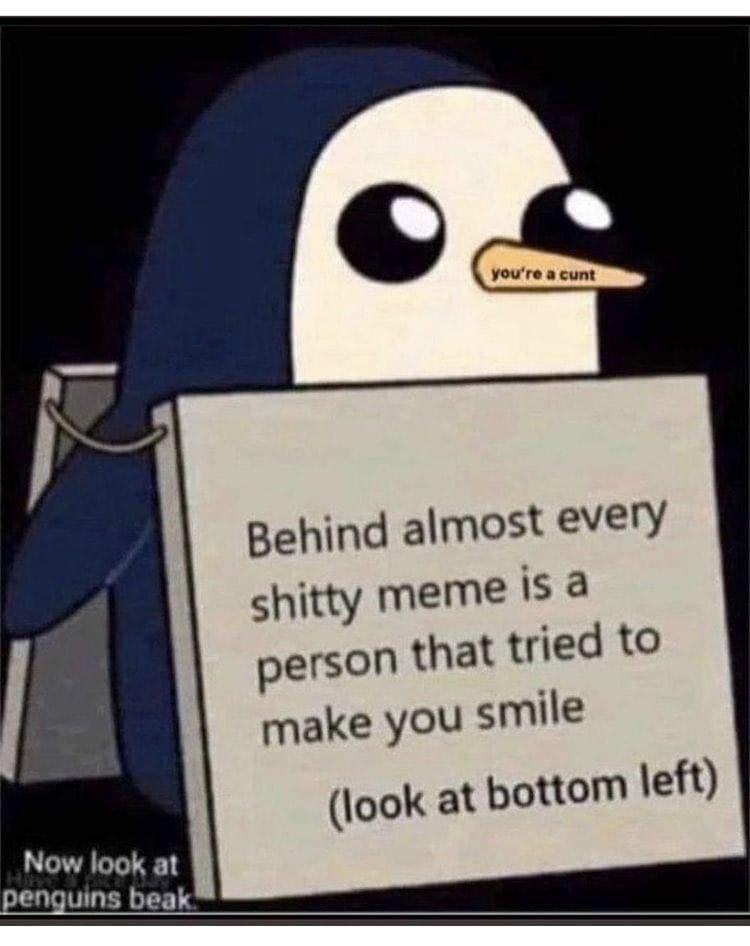 you're a cunt
Behind almost every
shitty meme is a
person that tried to
make you smile
(look at bottom left)
Now look at
penguins beak.